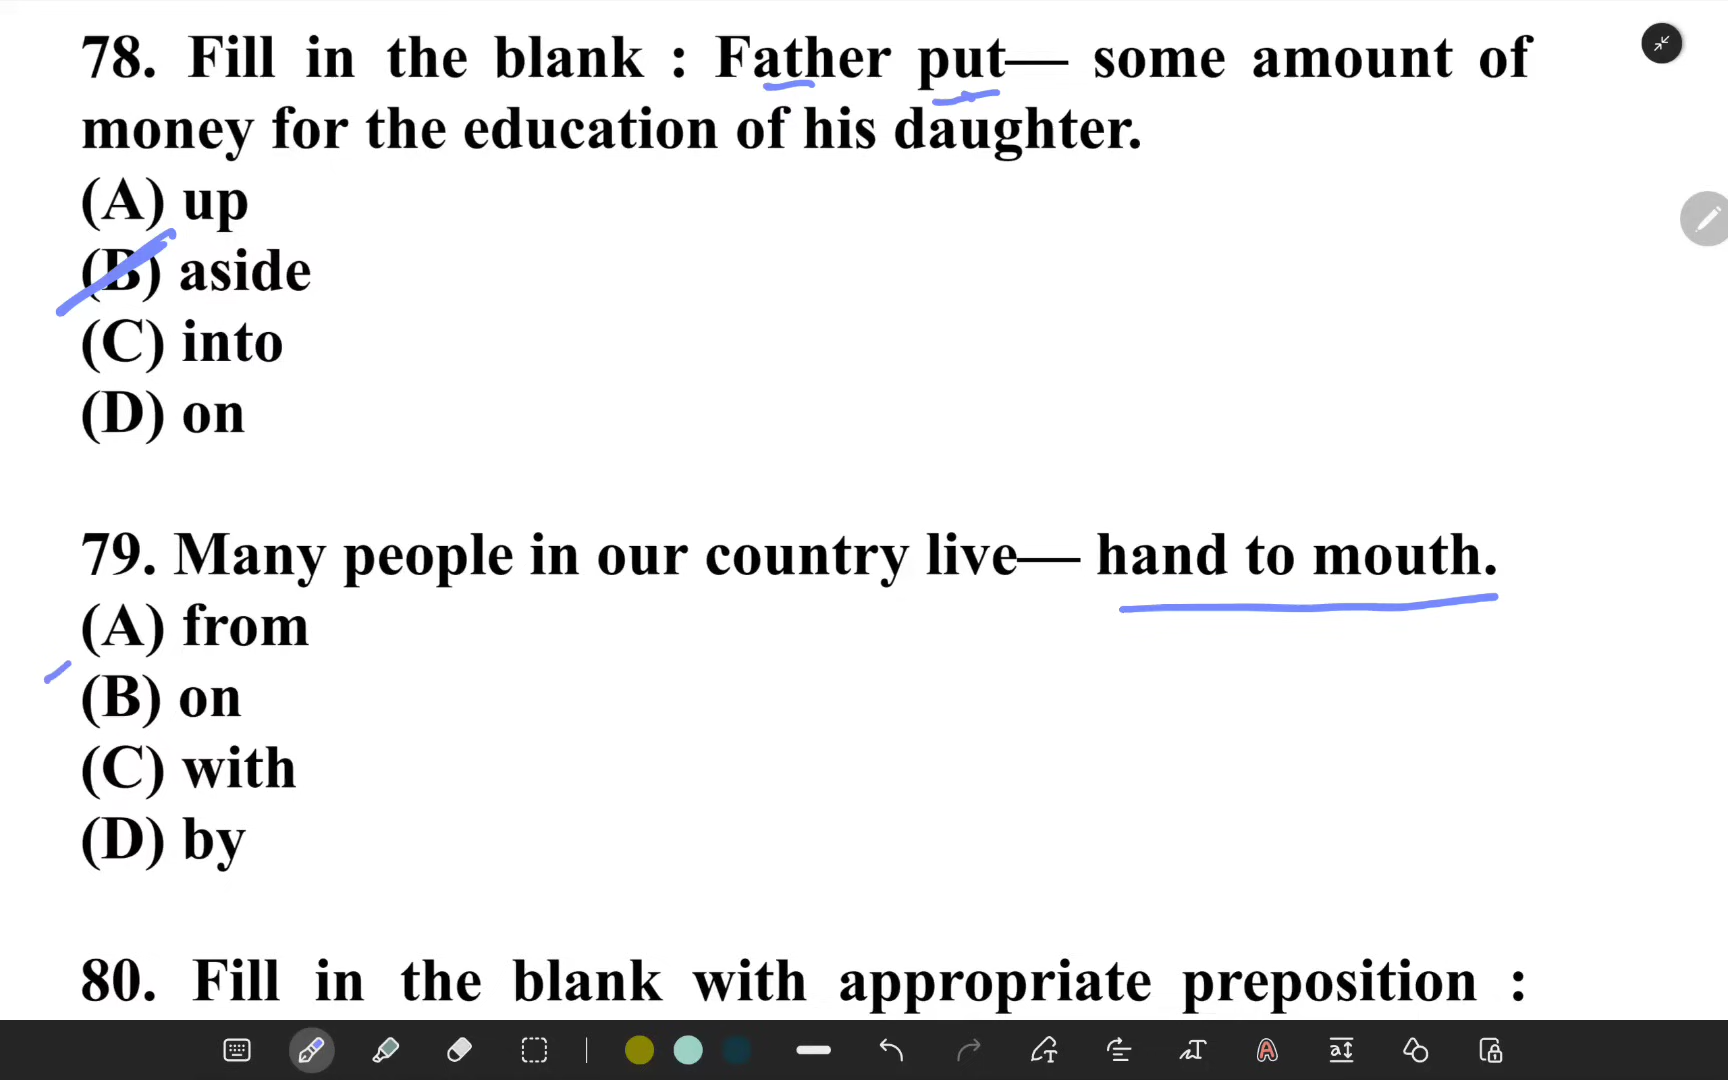 78. Fill in the blank : Father put— some amount of
money for the education of his daughter.
(A) up
(B) aside
(C) into
(D) on
79. Many people in our country live— hand to mouth.
(A) from
(B) on
(C) with
(D) by
80. Fill in the blank with appropriate preposition :